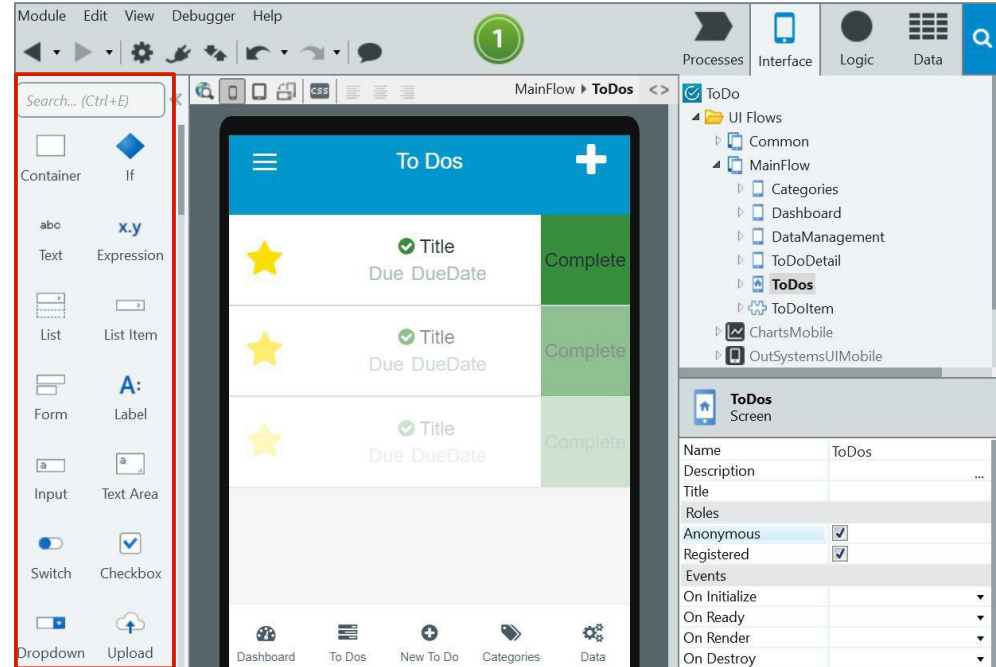 Module Edit View Debugger Help
1
Processes Interface Logic Data
Search... (Ctrl+E)
Container If
abc x.y
Text Expression
List List Item
Form A: Label
a a
Input Text Area
Switch Checkbox
Dropdown Upload
CSS
MainFlow ToDos <>
To Dos
Title
Due DueDate
Complete
Title
Due DueDate
Complete
Title
Due DueDate
Complete
Dashboard To Dos New To Do Categories Data
ToDo
UI Flows
Common
MainFlow
Categories
Dashboard
DataManagement
ToDoDetail
ToDos
ToDoItem
ChartsMobile
OutSystemsUIMobile
ToDos
Screen
Name ToDos
Description ...
Title
Roles
Anonymous
Registered
Events
On Initialize
On Ready
On Render
On Destroy